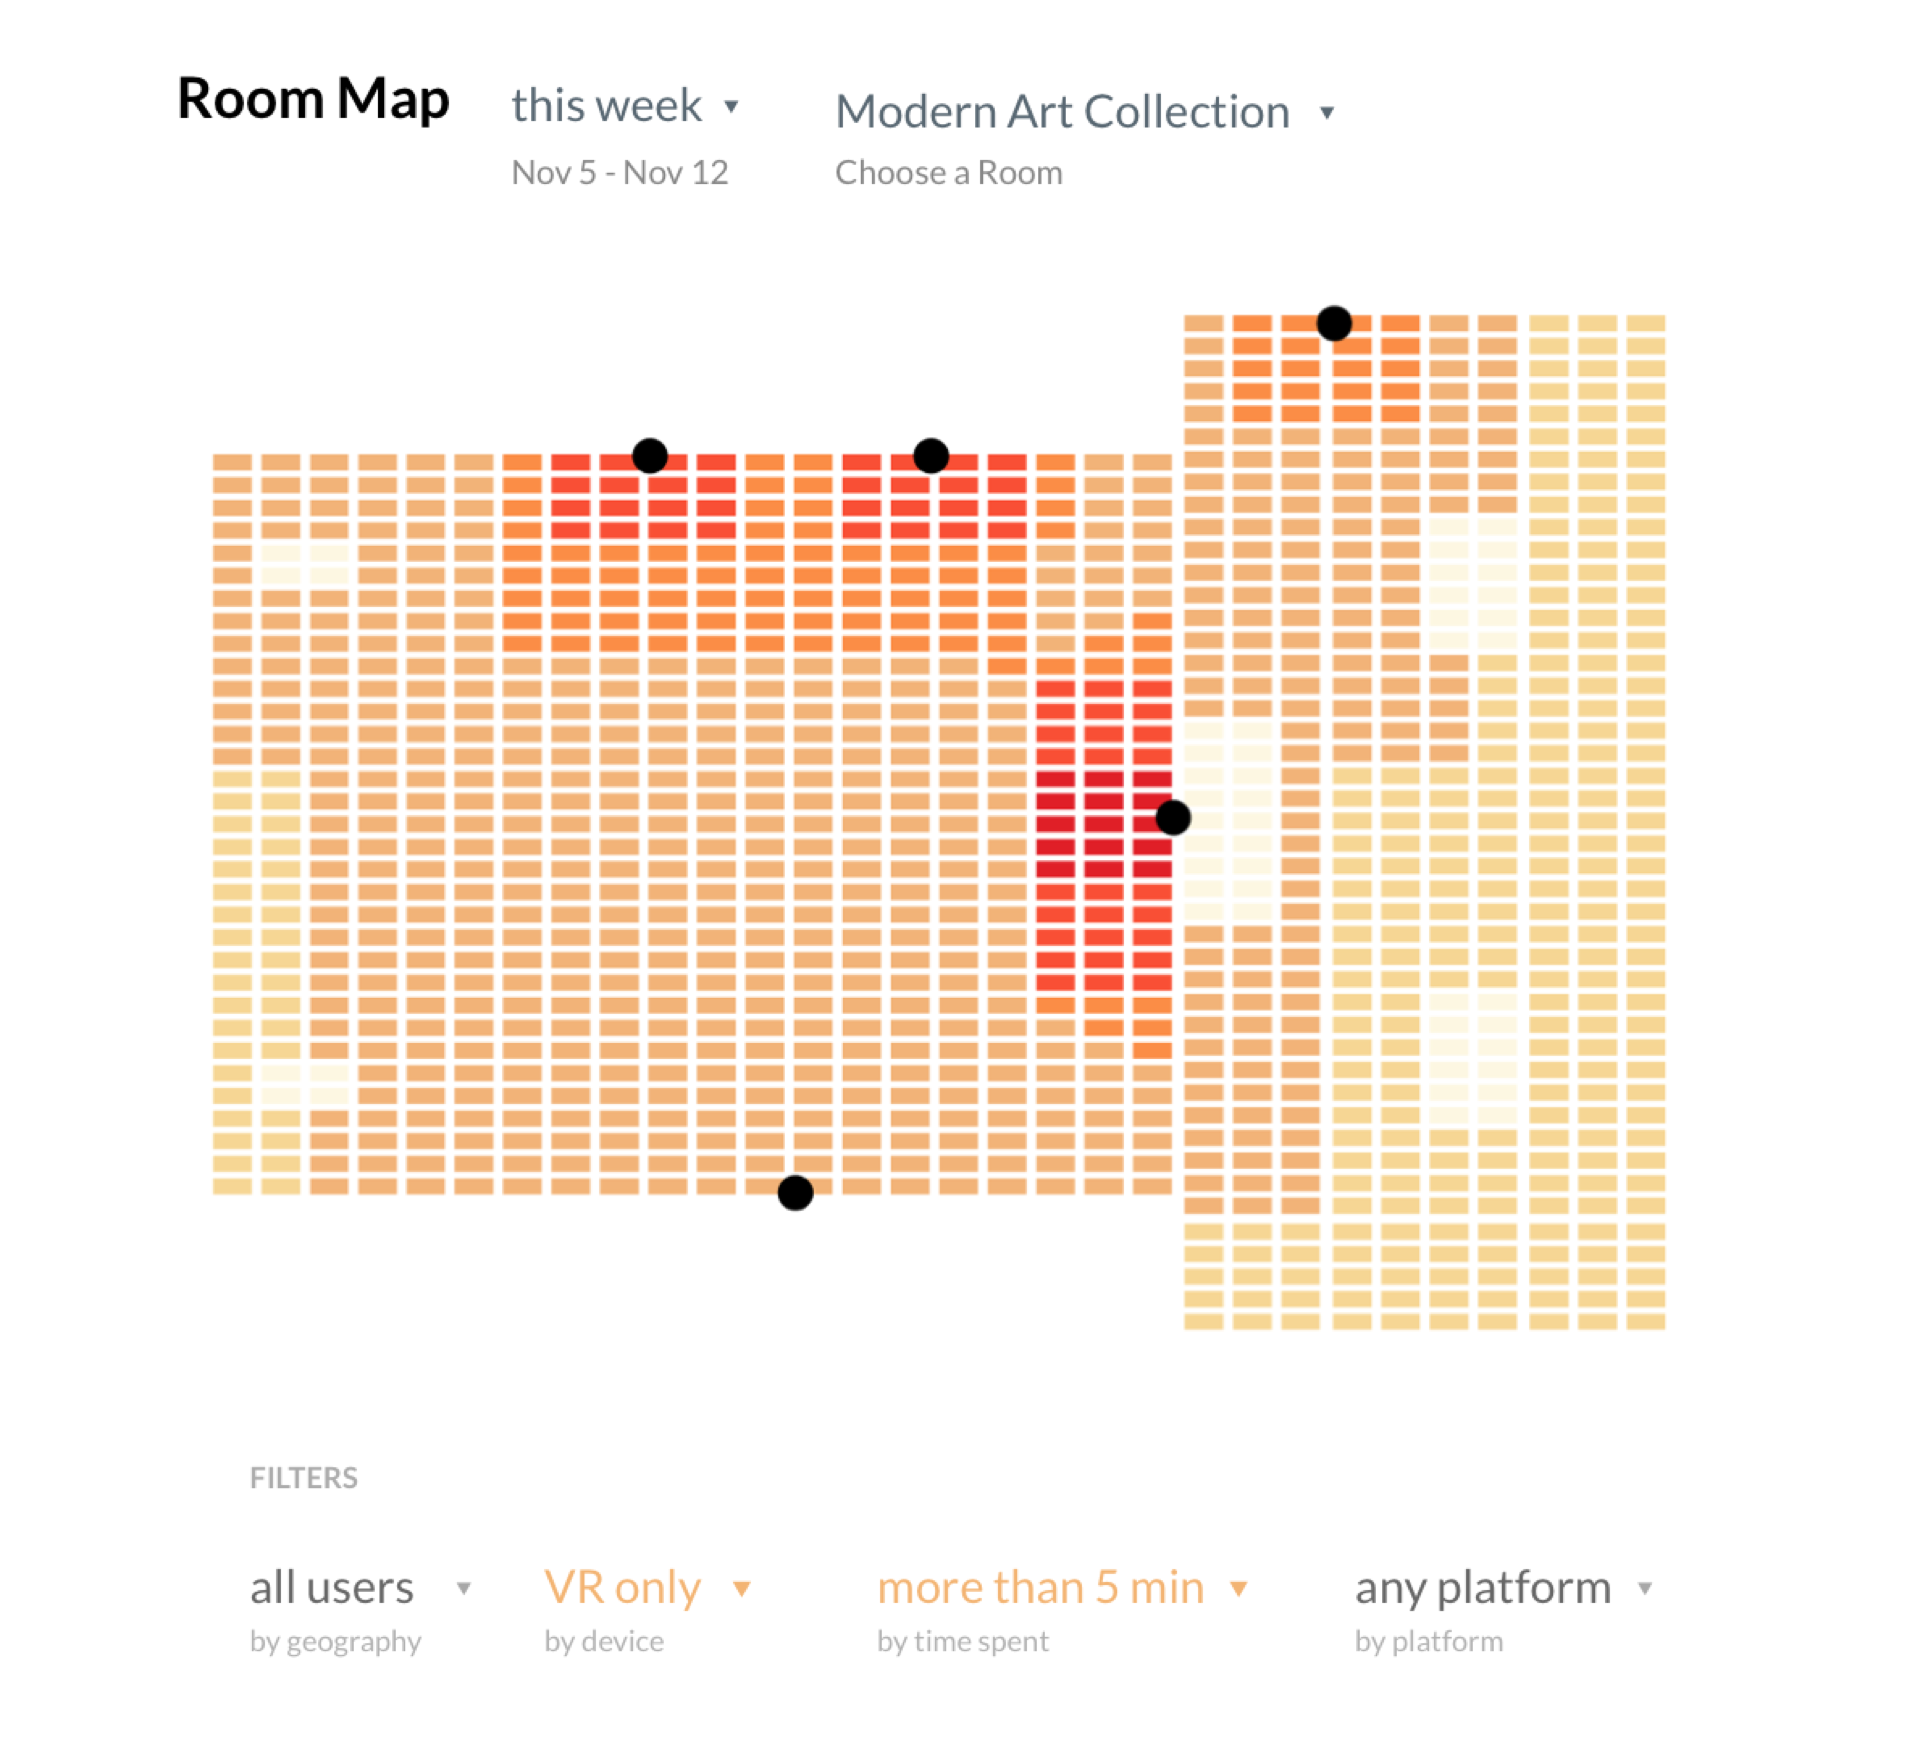 Room Map
this week ▼
Modern Art Collection ▼
Nov 5 - Nov 12
Choose a Room
FILTERS
all users ▼
VR only ▼
more than 5 min ▼
any platform ▼
by geography
by device
by time spent
by platform